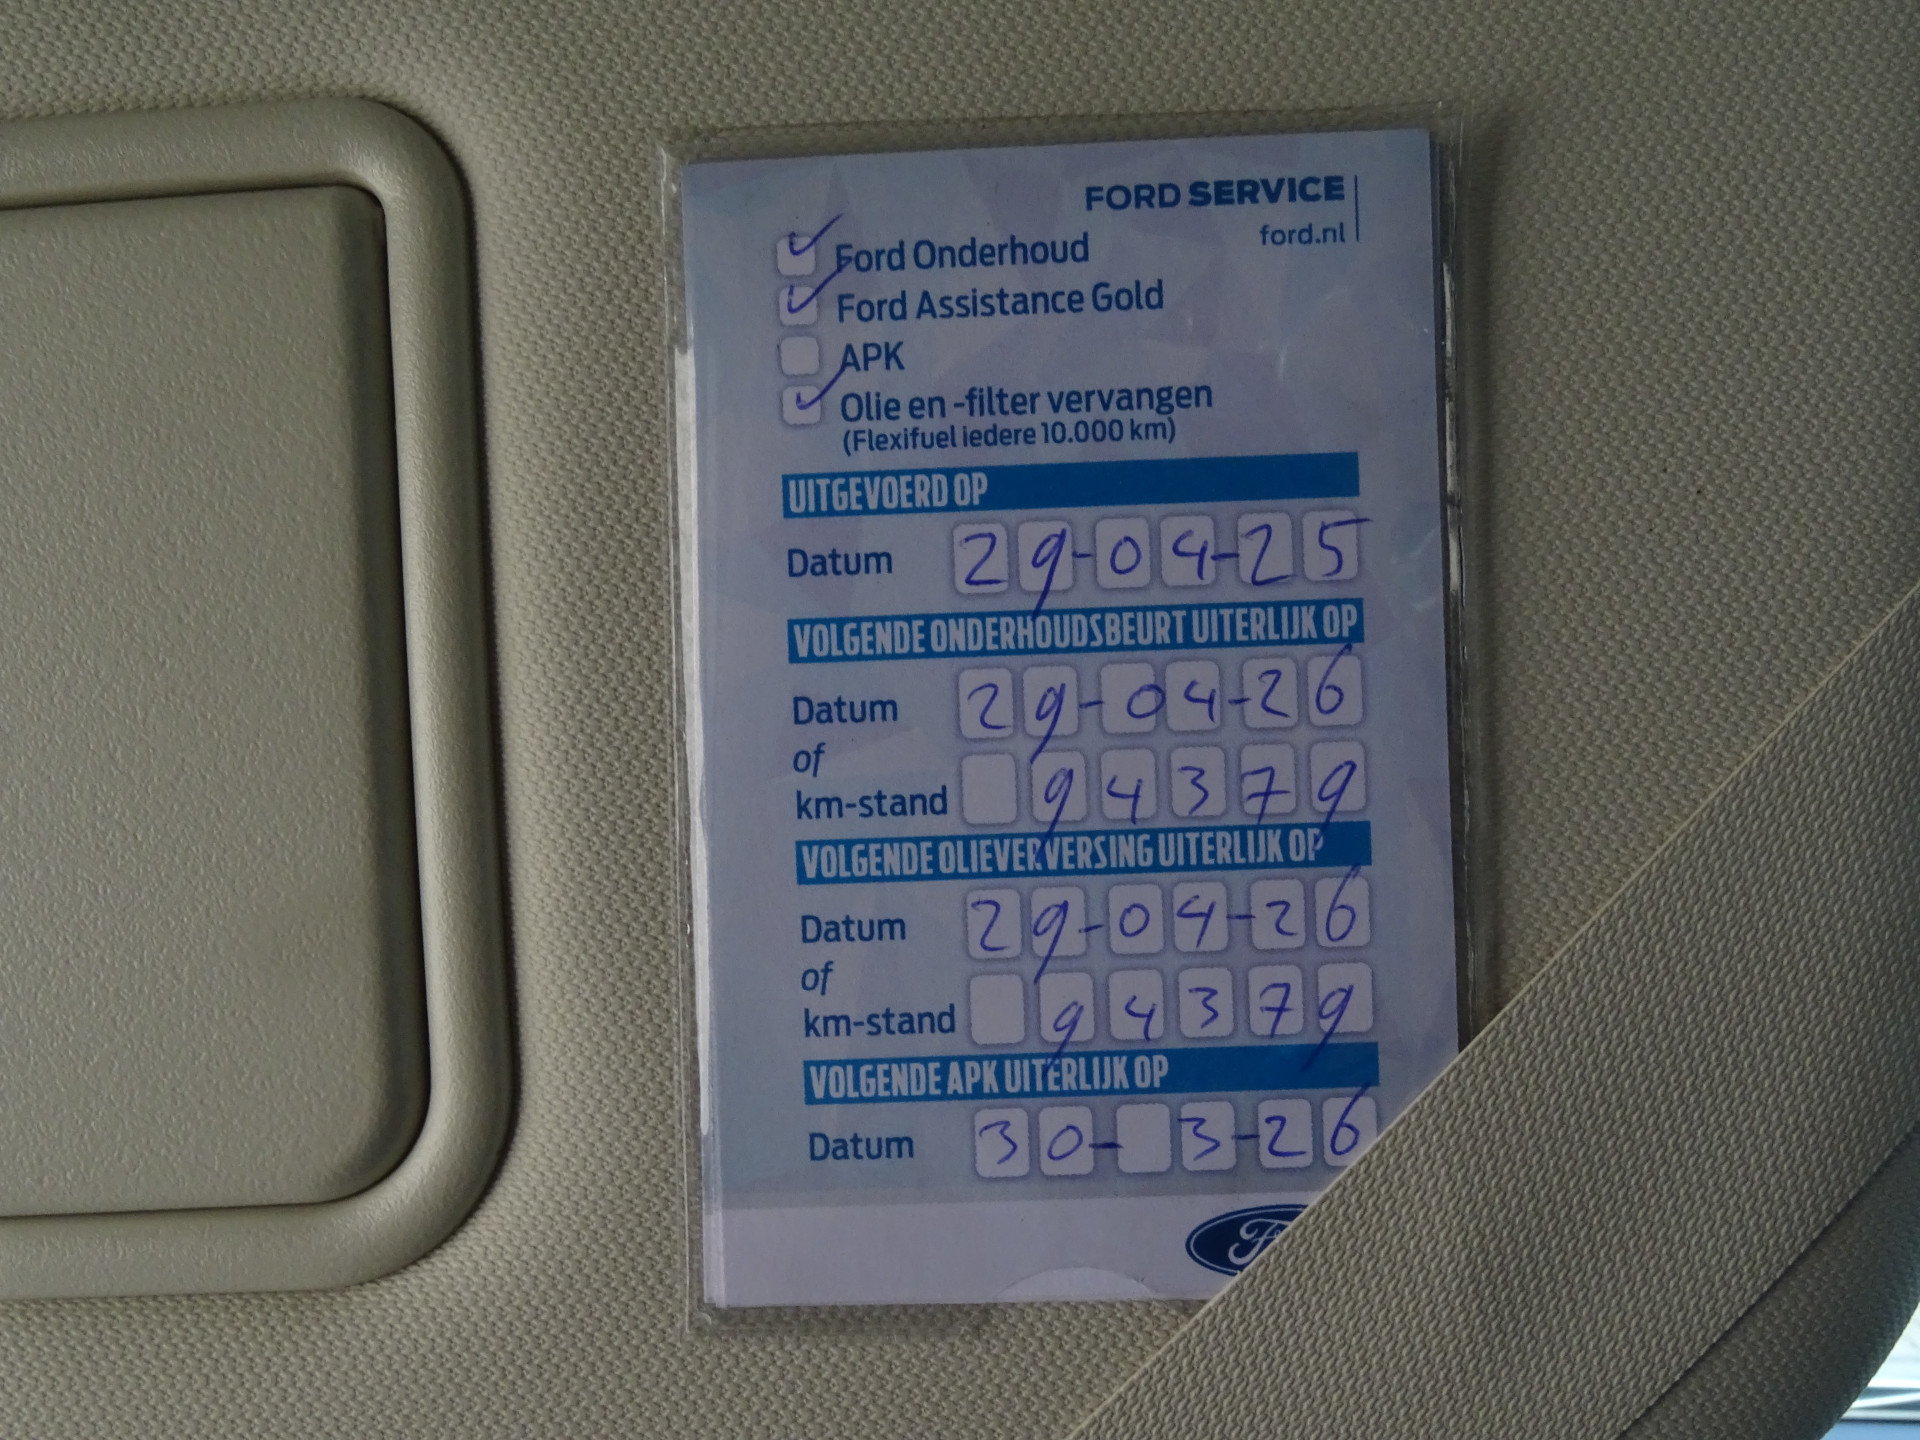 FORD SERVICE
ford.nl
Ford Onderhoud
Ford Assistance Gold
APK
Olie en -filter vervangen
(Flexifuel iedere 10.000 km)
UITGEVOERD OP
Datum 29-04-25
VOLGENDE ONDERHOUDSBEURT UITERLIJK OP
Datum 29-04-26
of
km-stand 94379
VOLGENDE OLIEVERVERSING UITERLIJK OP
Datum 29-04-26
of
km-stand 94379
VOLGENDE APK UITERLIJK OP
Datum 30- 3-26